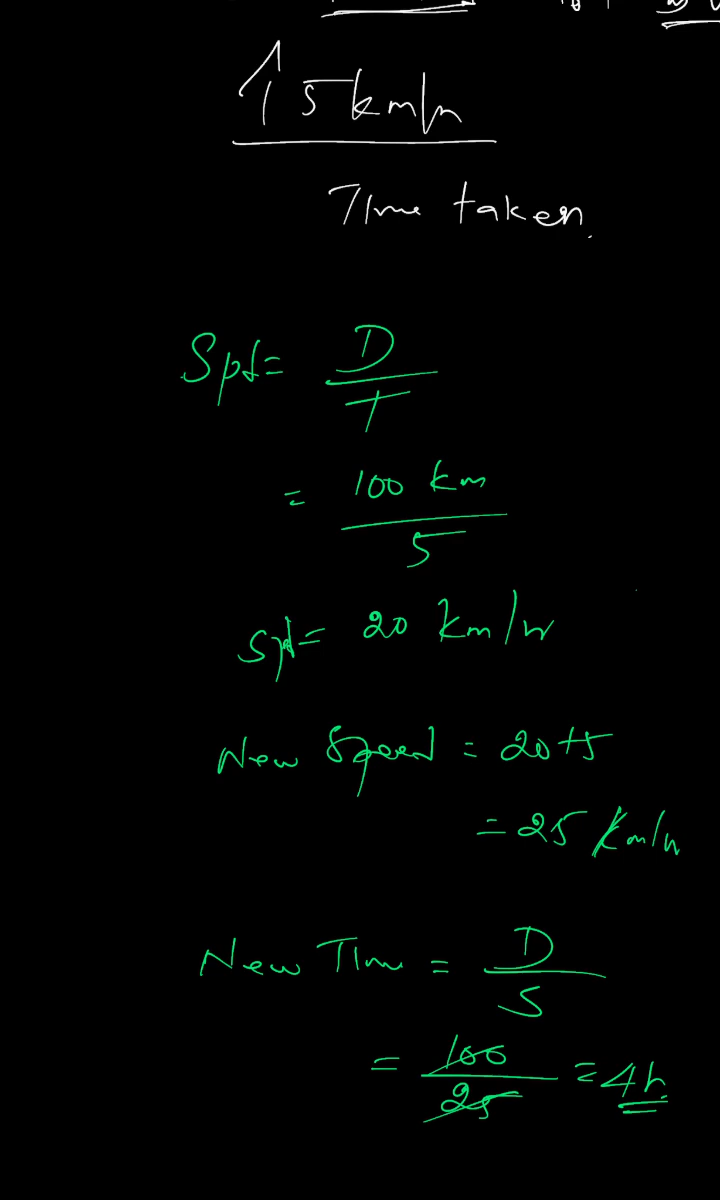 ↑ 5 km/h
Time taken.
Spd = D/T
= 100 km/5
Spd = 20 km/hr
New Speed = 20+5
= 25 km/h
New Time = D/S
= 100/25 = 4h.